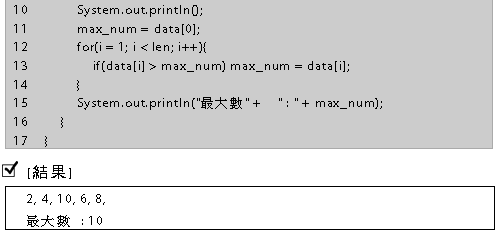 10 System.out.println();
11 max_num = data[0];
12 for(i = 1; i < len; i++){
13 if(data[i] > max_num) max_num = data[i];
14 }
15 System.out.println("最大數"+ ":"+ max_num);
16 }
17 }
[結果]
2, 4, 10, 6, 8,
最大數 :10